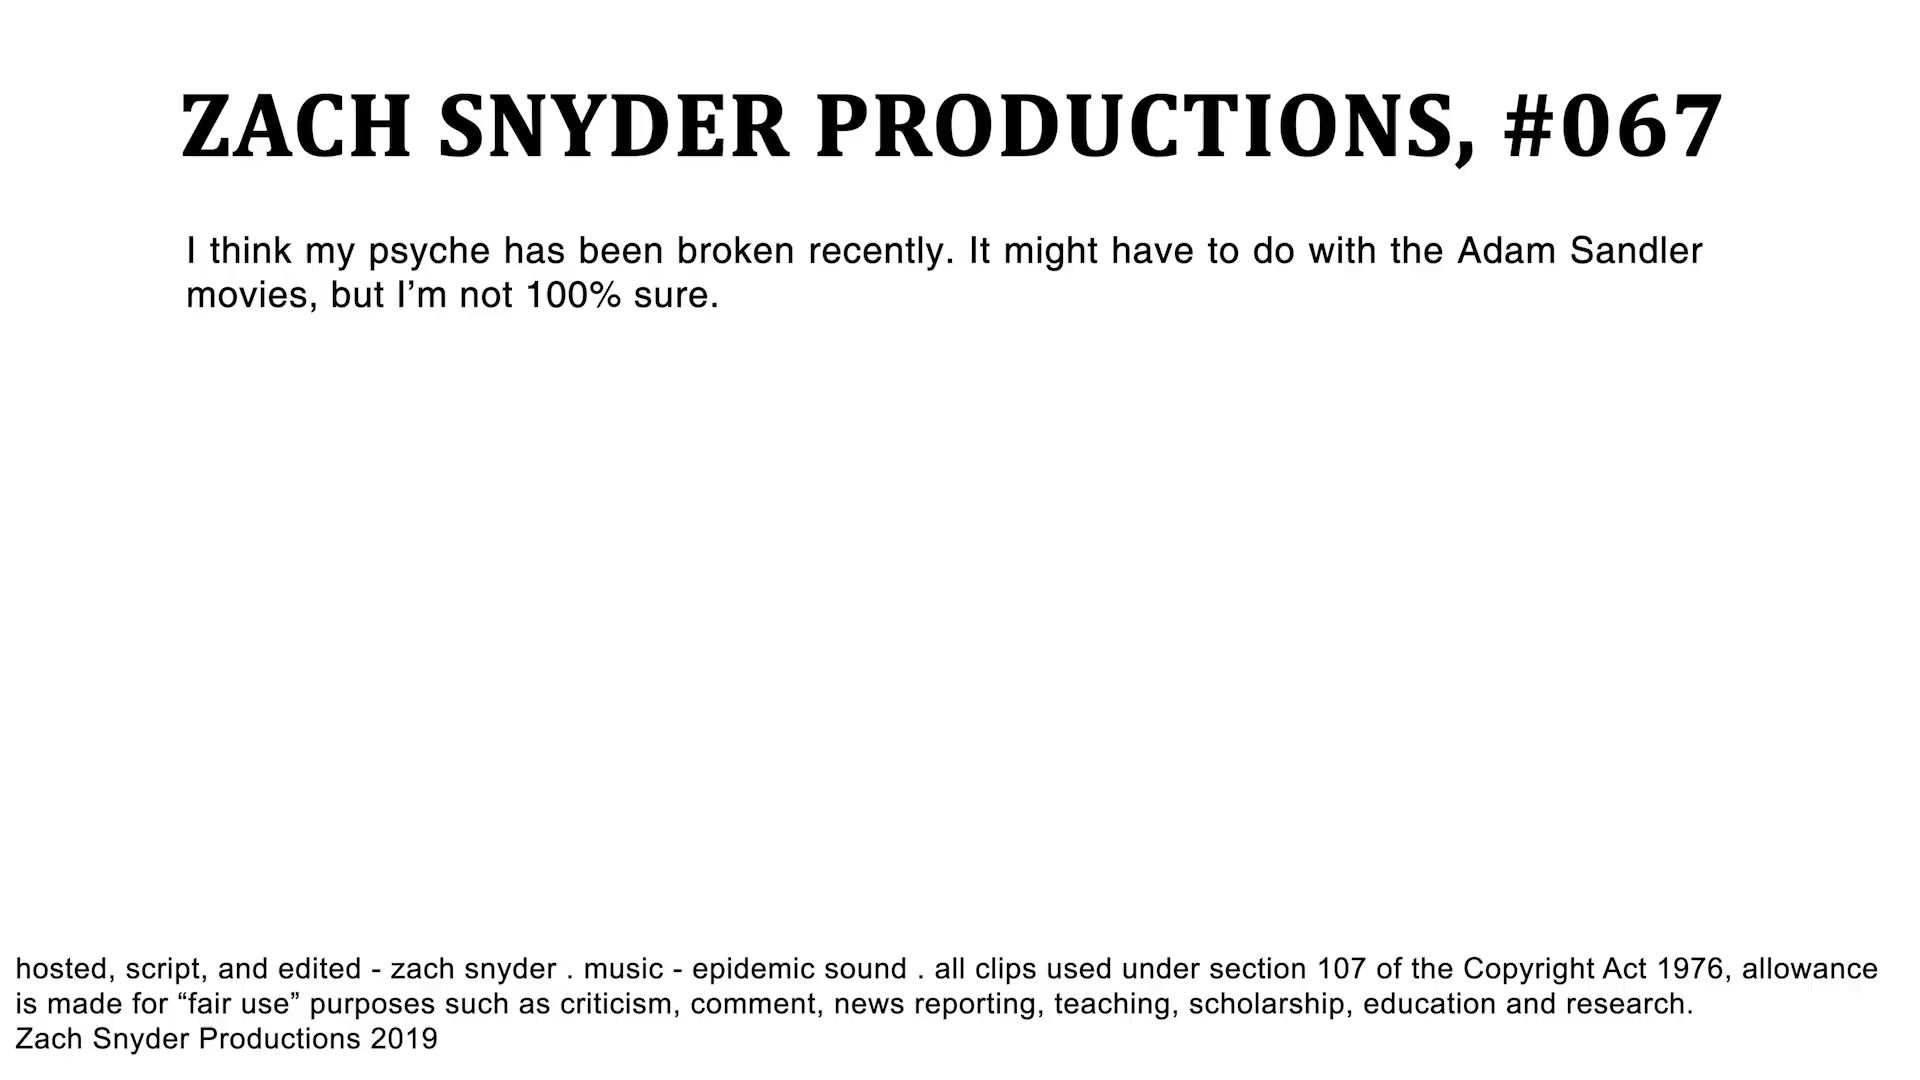 ZACH SNYDER PRODUCTIONS, #067
I think my psyche has been broken recently. It might have to do with the Adam Sandler
movies, but I’m not 100% sure.
hosted, script, and edited - zach snyder . music - epidemic sound . all clips used under section 107 of the Copyright Act 1976, allowance
is made for “fair use” purposes such as criticism, comment, news reporting, teaching, scholarship, education and research.
Zach Snyder Productions 2019